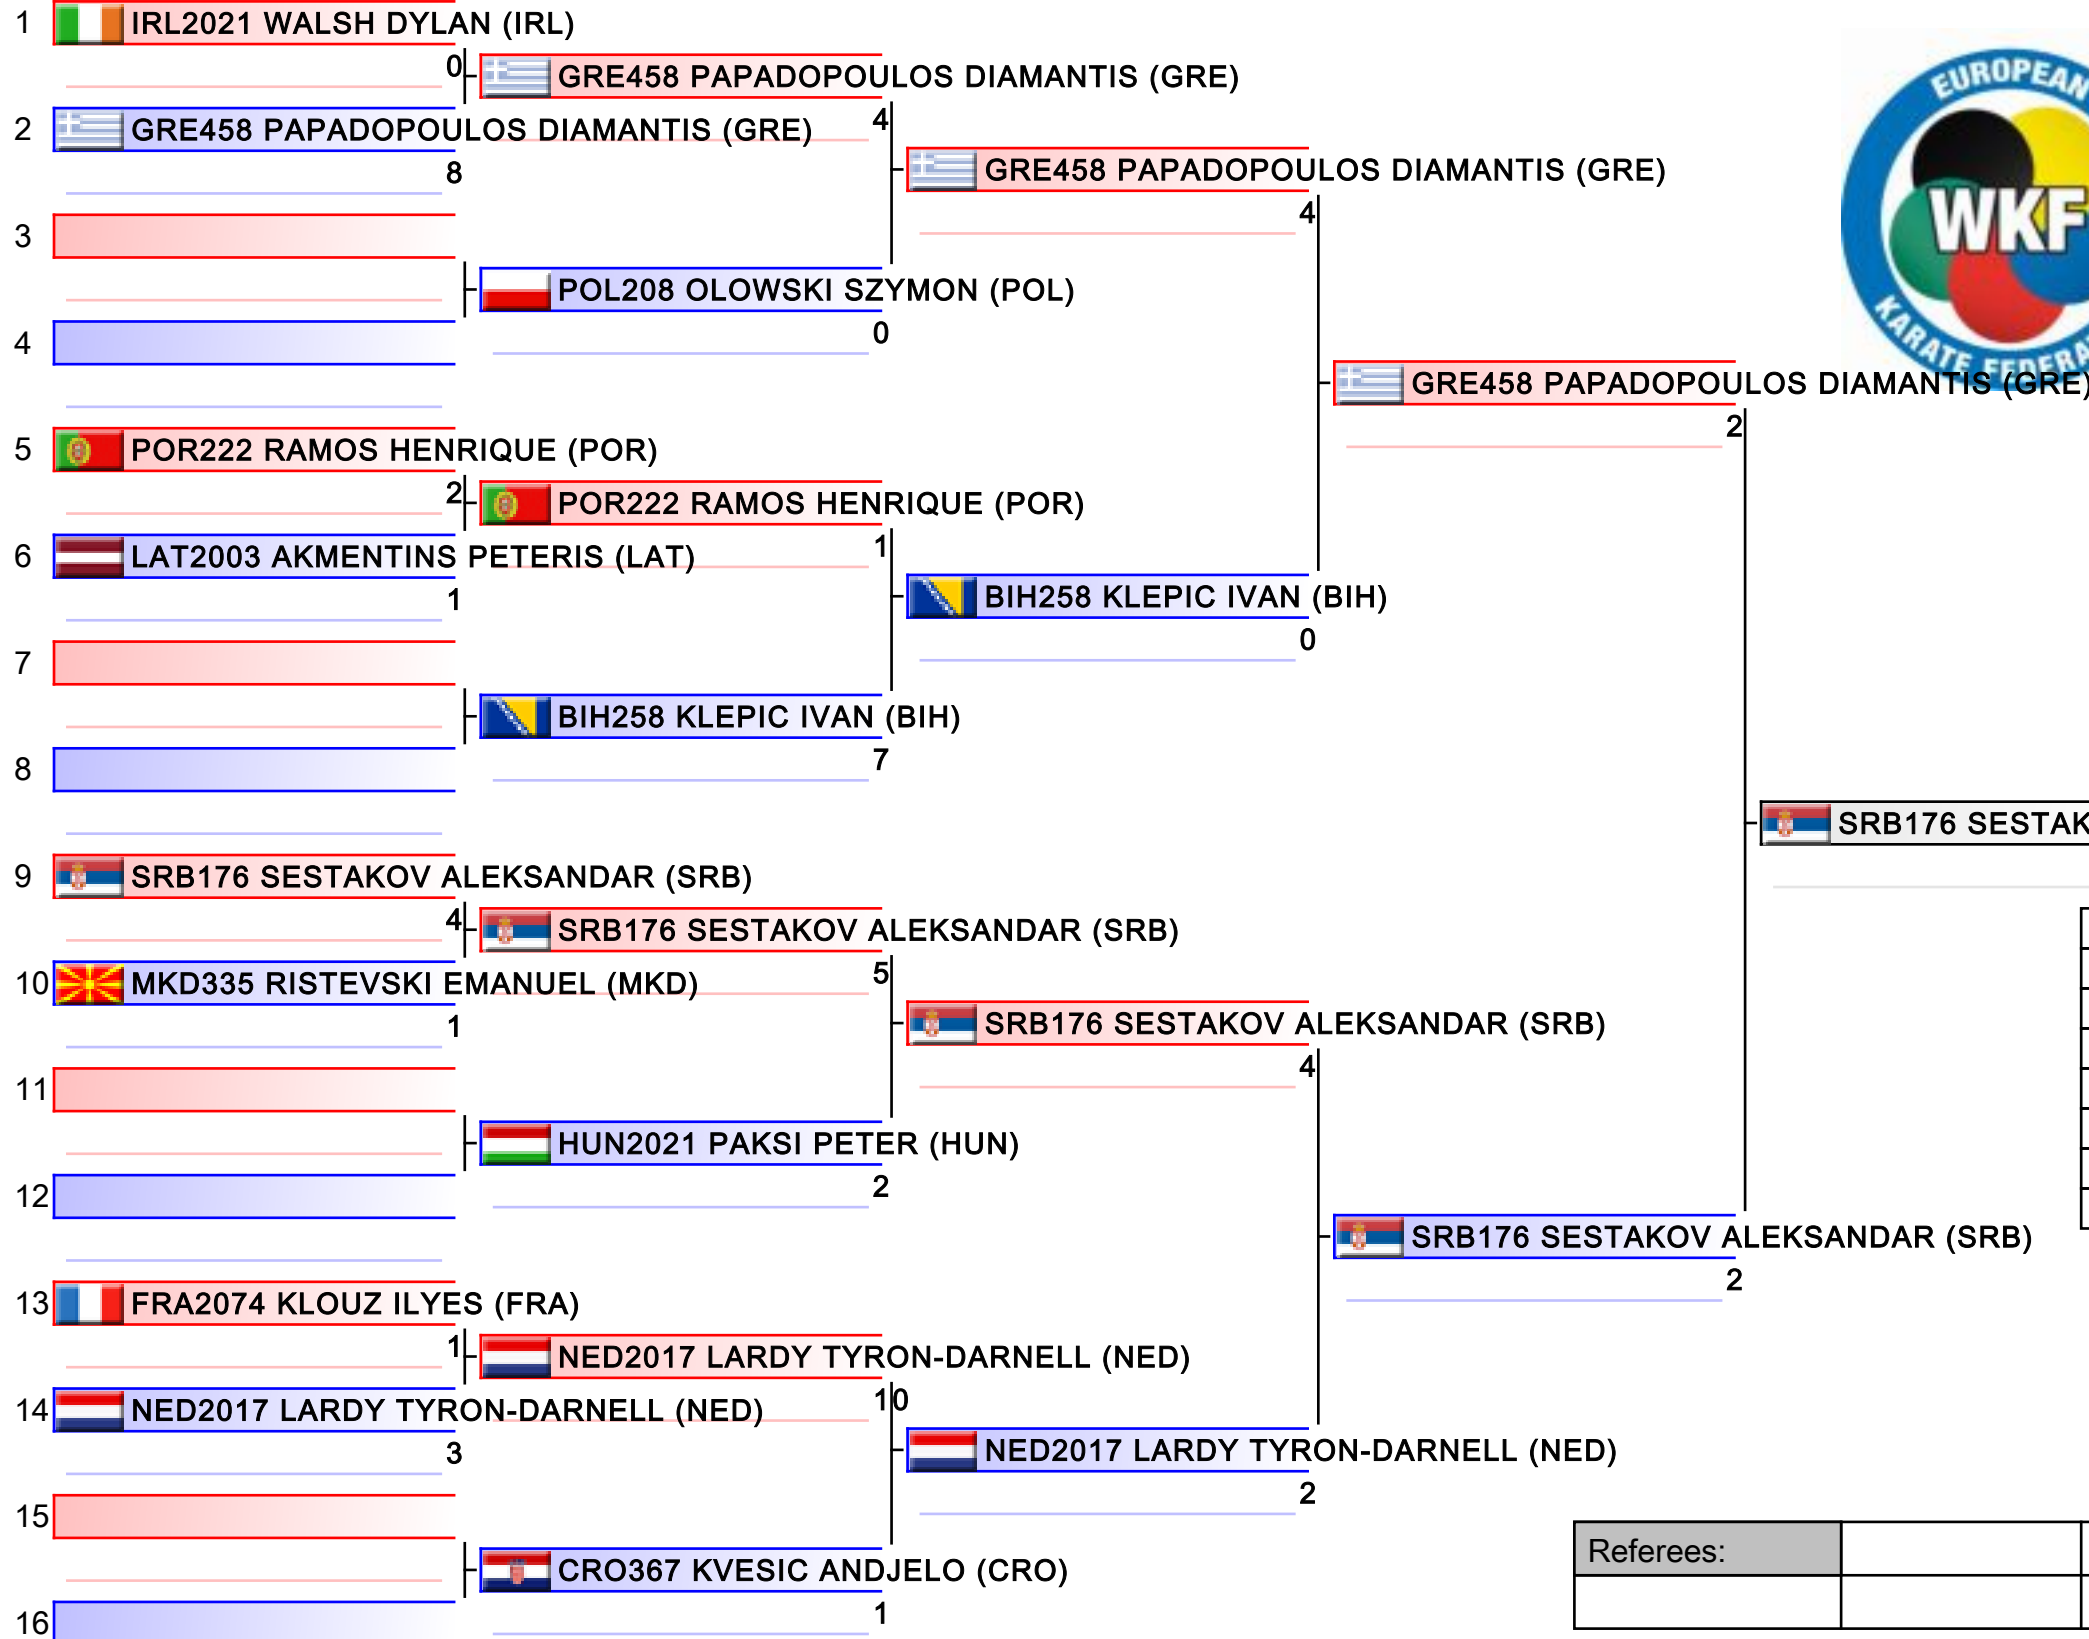 1 IRL2021 WALSH DYLAN (IRL)
0
GRE458 PAPADOPOULOS DIAMANTIS (GRE)
4
2 GRE458 PAPADOPOULOS DIAMANTIS (GRE)
8
GRE458 PAPADOPOULOS DIAMANTIS (GRE)
4
3
POL208 OLOWSKI SZYMON (POL)
0
4
GRE458 PAPADOPOULOS DIAMANTIS (GRE)
2
5 POR222 RAMOS HENRIQUE (POR)
2
POR222 RAMOS HENRIQUE (POR)
1
6 LAT2003 AKMENTINS PETERIS (LAT)
1
BIH258 KLEPIC IVAN (BIH)
0
7
BIH258 KLEPIC IVAN (BIH)
7
8
SRB176 SESTAK
9 SRB176 SESTAKOV ALEKSANDAR (SRB)
4
SRB176 SESTAKOV ALEKSANDAR (SRB)
5
10 MKD335 RISTEVSKI EMANUEL (MKD)
1
SRB176 SESTAKOV ALEKSANDAR (SRB)
4
11
HUN2021 PAKSI PETER (HUN)
2
12
SRB176 SESTAKOV ALEKSANDAR (SRB)
2
13 FRA2074 KLOUZ ILYES (FRA)
1
NED2017 LARDY TYRON-DARNELL (NED)
10
14 NED2017 LARDY TYRON-DARNELL (NED)
3
NED2017 LARDY TYRON-DARNELL (NED)
2
15
CRO367 KVESIC ANDJELO (CRO)
1
16
Referees:
EUROPEAN
WKF
KARATE FEDERA